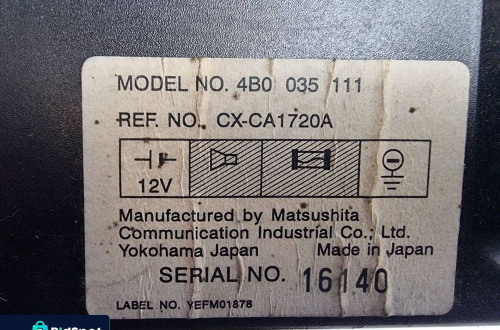 MODEL NO. 4B0 035 111
REF. NO. CX-CA1720A
12V
Manufactured by Matsushita
Communication Industrial Co.; Ltd.
Yokohama Japan Made in Japan
SERIAL NO. 16140
LABEL NO. YEFM01878
BidSpot